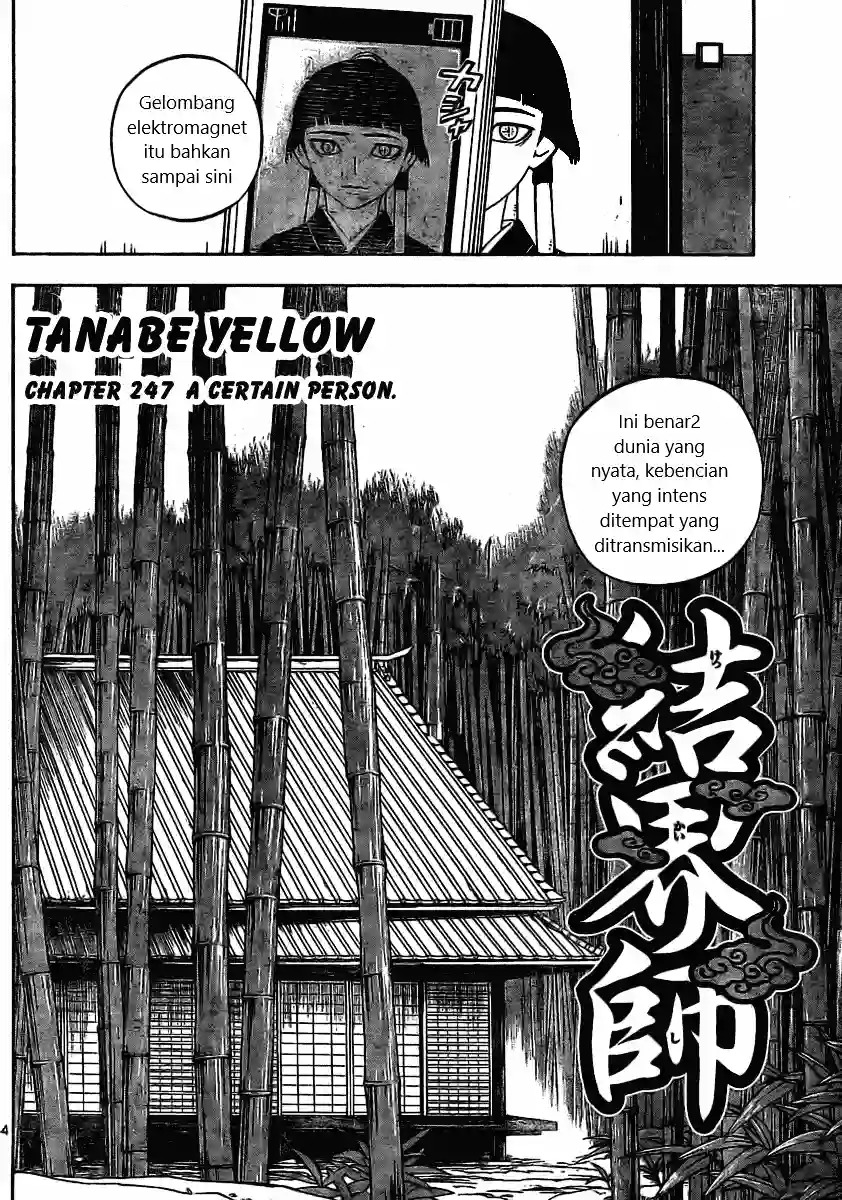 Gelombang
elektromagnet
itu bahkan
sampai sini
カシャ
TANABE YELLOW
CHAPTER 247 A CERTAIN PERSON.
Ini benar2
dunia yang
nyata, kebencian
yang intens
ditempat yang
ditransmisikan...
結界師
けっ
かい
し
4